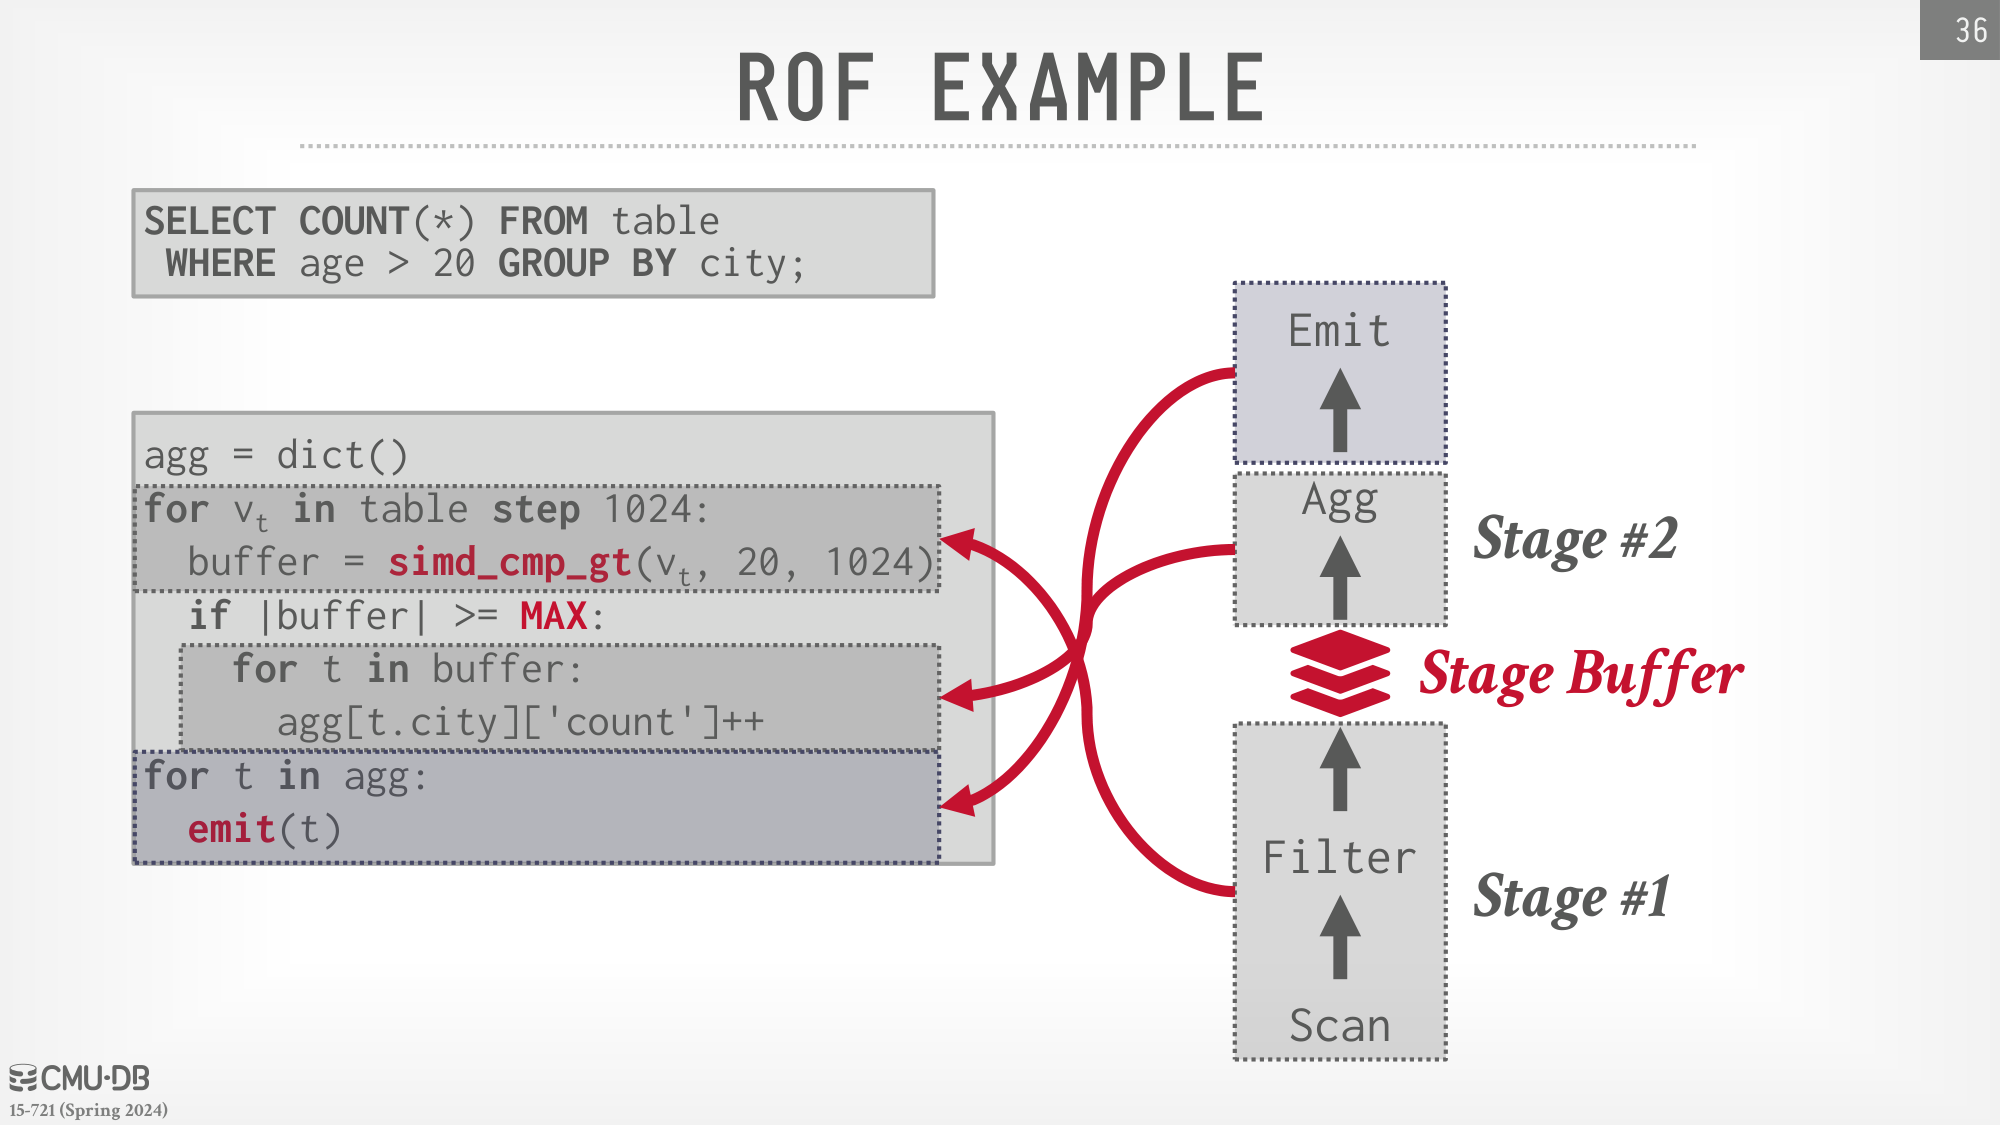 36
ROF EXAMPLE
SELECT COUNT(*) FROM table
WHERE age > 20 GROUP BY city;
agg = dict()
for vt in table step 1024:
buffer = simd_cmp_gt(vt, 20, 1024)
if |buffer| >= MAX:
for t in buffer:
agg[t.city]['count']++
for t in agg:
emit(t)
Emit
Agg
Stage #2
Stage Buffer
Filter
Stage #1
Scan
CMU·DB
15-721 (Spring 2024)